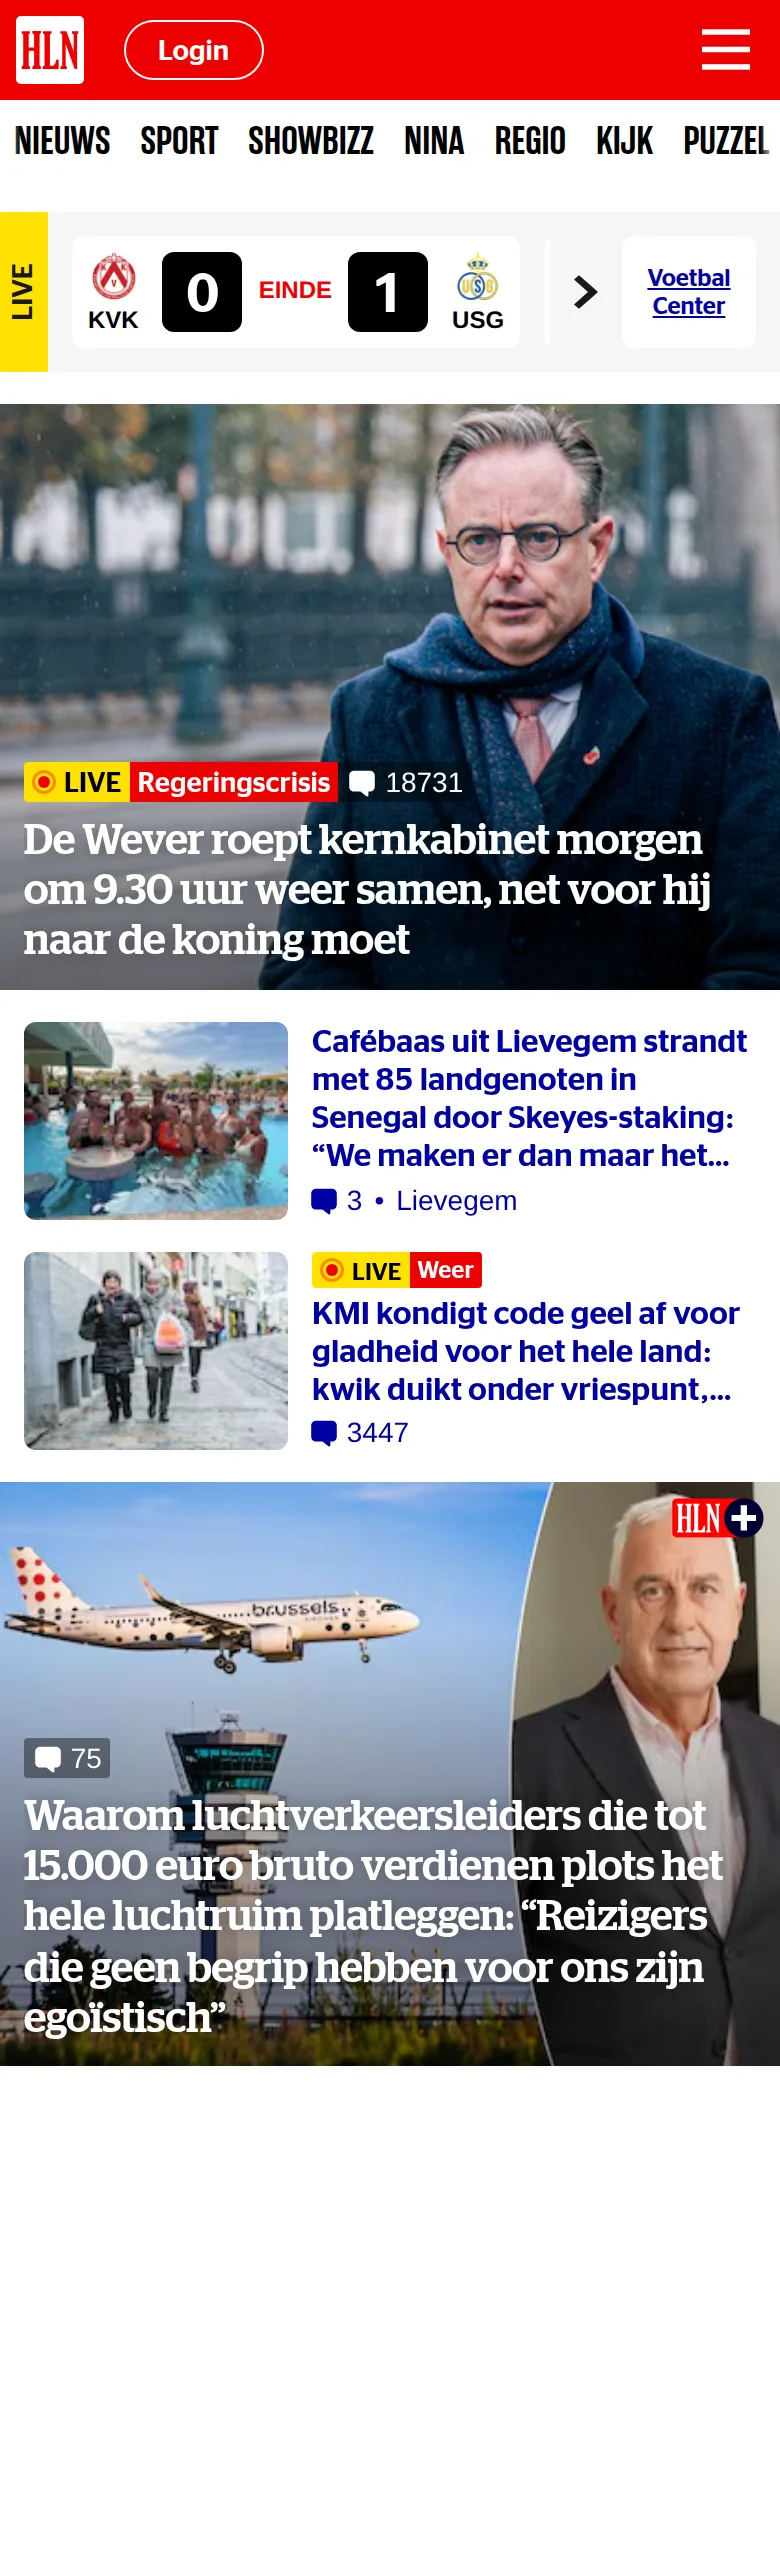 HLN
Login
NIEUWS SPORT SHOWBIZZ NINA REGIO KIJK PUZZEL
LIVE
KVK 0 EINDE 1 USG
Voetbal
Center
LIVE Regeringscrisis 18731
De Wever roept kernkabinet morgen
om 9.30 uur weer samen, net voor hij
naar de koning moet
Cafébaas uit Lievegem strandt
met 85 landgenoten in
Senegal door Skeyes-staking:
“We maken er dan maar het...
3 • Lievegem
LIVE Weer
KMI kondigt code geel af voor
gladheid voor het hele land:
kwik duikt onder vriespunt,...
3447
HLN+
brussels
75
Waarom luchtverkeersleiders die tot
15.000 euro bruto verdienen plots het
hele luchtruim platleggen: “Reizigers
die geen begrip hebben voor ons zijn
egoïstisch”